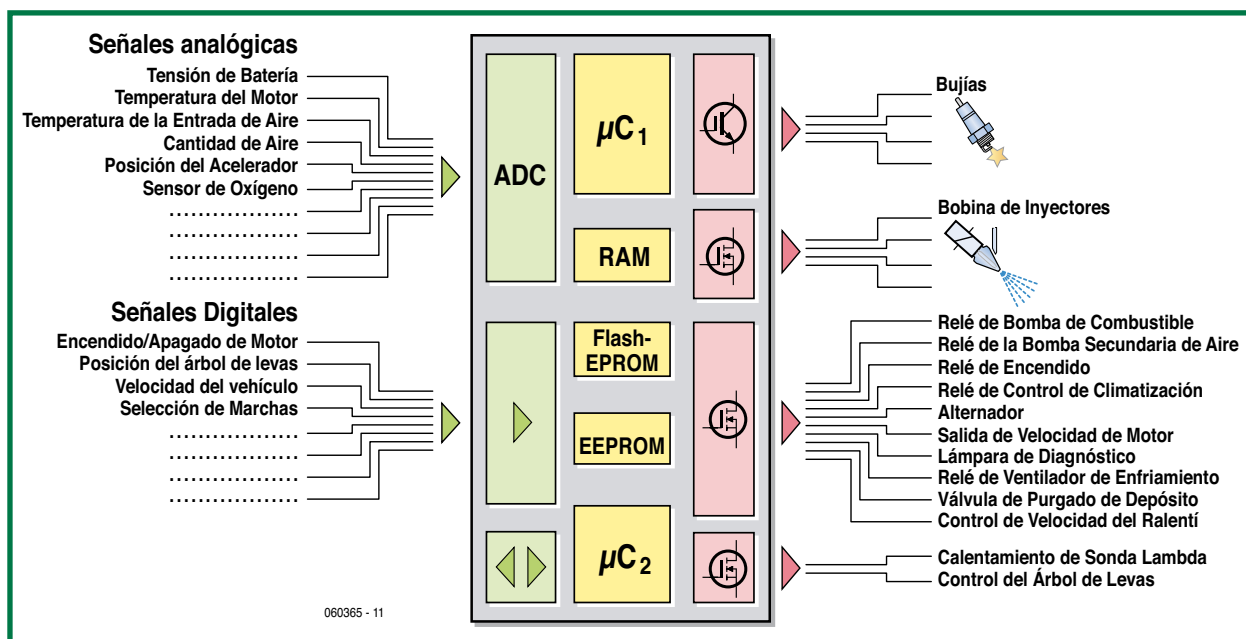 Señales analógicas
Tensión de Batería
Temperatura del Motor
Temperatura de la Entrada de Aire
Cantidad de Aire
Posición del Acelerador
Sensor de Oxígeno
..................
..................
..................
..................
Señales Digitales
Encendido/Apagado de Motor
Posición del árbol de levas
Velocidad del vehículo
Selección de Marchas
..................
..................
..................
..................
060365 - 11
ADC
µC1
RAM
Flash-
EPROM
EEPROM
µC2
Bujías
Bobina de Inyectores
Relé de Bomba de Combustible
Relé de la Bomba Secundaria de Aire
Relé de Encendido
Relé de Control de Climatización
Alternador
Salida de Velocidad de Motor
Lámpara de Diagnóstico
Relé de Ventilador de Enfriamiento
Válvula de Purgado de Depósito
Control de Velocidad del Ralentí
Calentamiento de Sonda Lambda
Control del Árbol de Levas